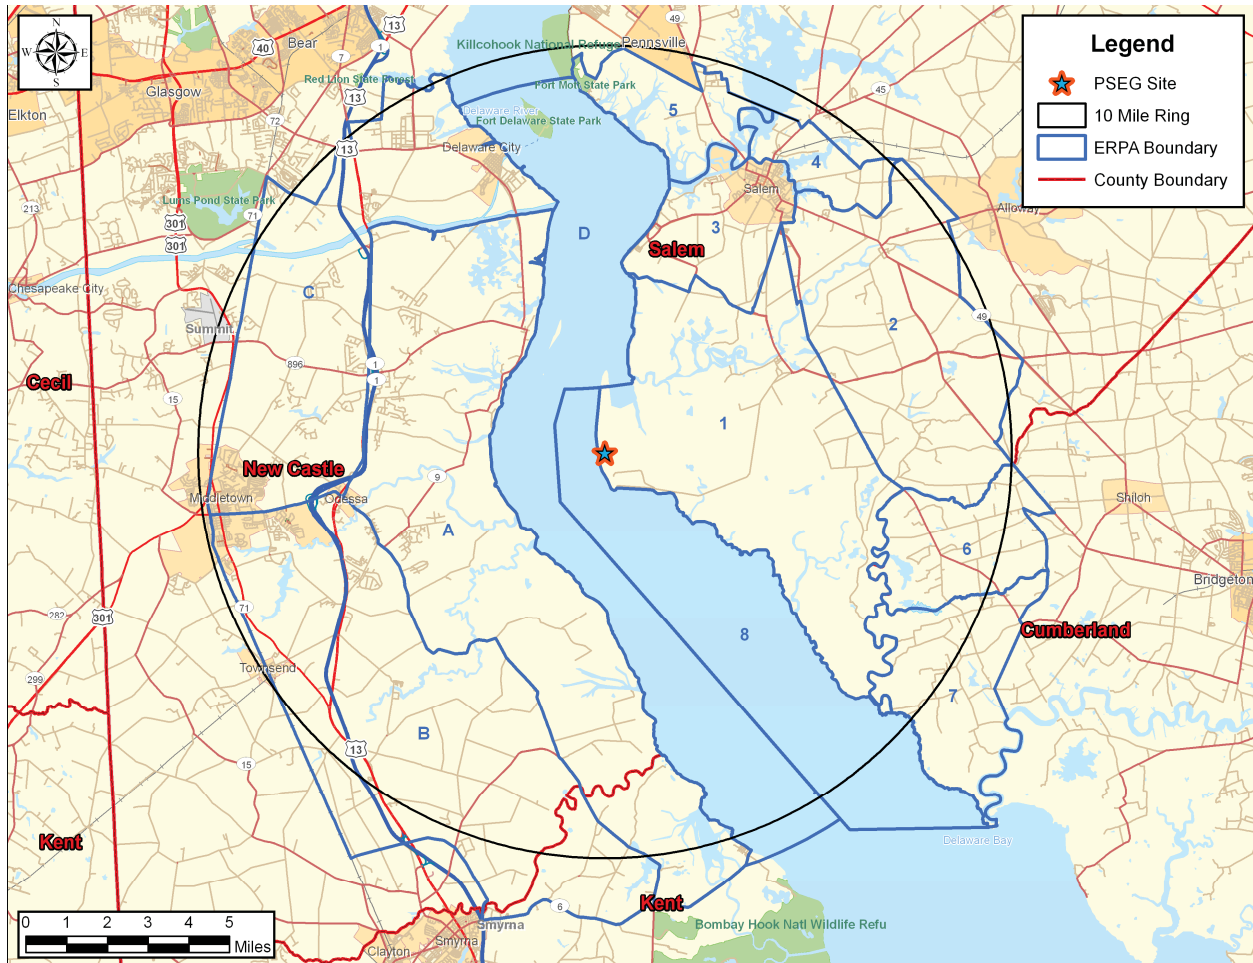 N
W E
S
Legend
PSEG Site
10 Mile Ring
ERPA Boundary
County Boundary
13
49
40
Bear
1
7
Killcohook National Refuge
Pennsville
Red Lion State Forest
Glasgow
13
Fort Mott State Park
45
Elkton
72
Delaware River
Fort Delaware State Park
5
13
Delaware City
4
Salem
Lums Pond State Park
213
71
301
301
D
3
Salem
Alloway
Chesapeake City
C
Summit
49
2
896
1
1
Cecil
15
1
New Castle
9
Middletown
Odessa
Shiloh
A
6
Bridgeton
282
301
71
8
Cumberland
Townsend
299
7
B
13
15
Kent
Delaware Bay
Kent
6
Bombay Hook Natl Wildlife Refu
Smyrna
Smyrna
Clayton
0 1 2 3 4 5
Miles